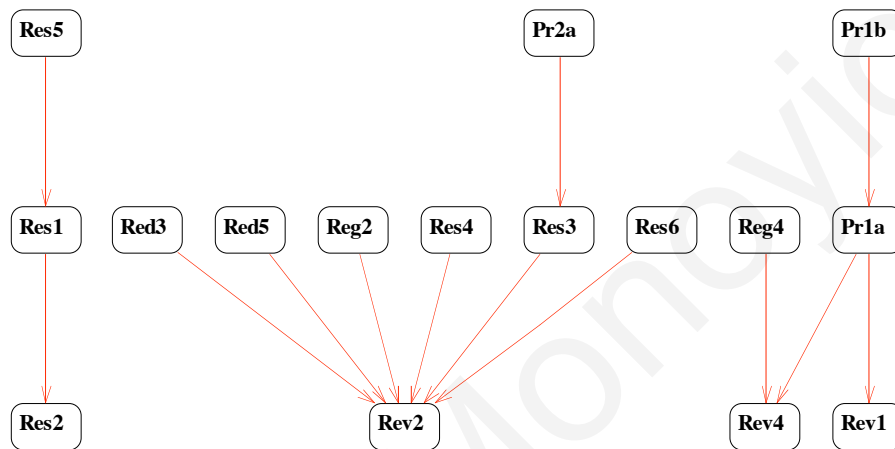 Res5
Pr2a
Pr1b
Res1
Red3
Red5
Reg2
Res4
Res3
Res6
Reg4
Pr1a
Res2
Rev2
Rev4
Rev1